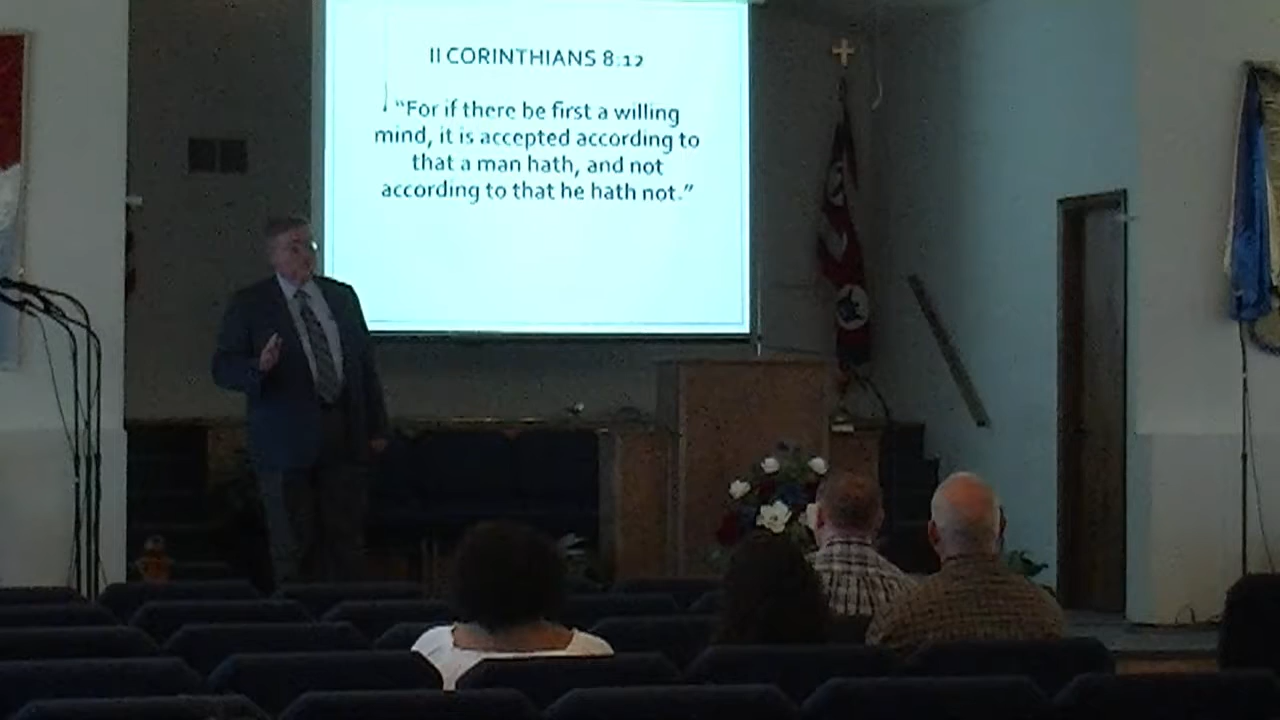 II CORINTHIANS 8:12
“For if there be first a willing
mind, it is accepted according to
that a man hath, and not
according to that he hath not.”